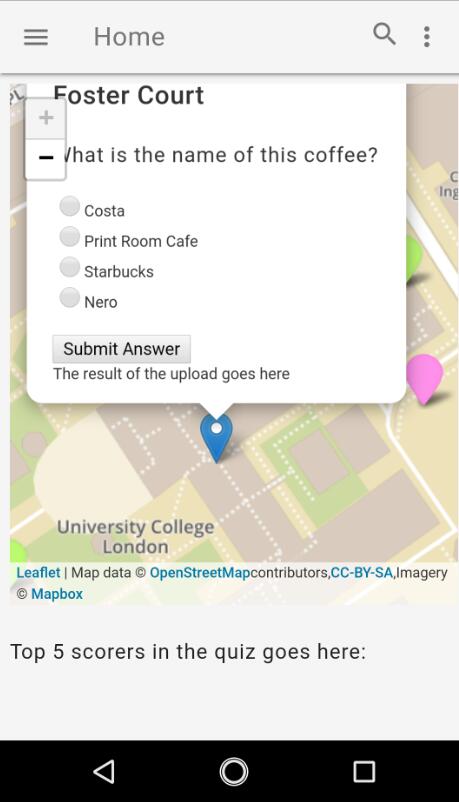 Home
Foster Court
+
−
What is the name of this coffee?
Costa
Print Room Cafe
Starbucks
Nero
Submit Answer
The result of the upload goes here
University College
London
Leaflet | Map data © OpenStreetMapcontributors,CC-BY-SA,Imagery
© Mapbox
Top 5 scorers in the quiz goes here: